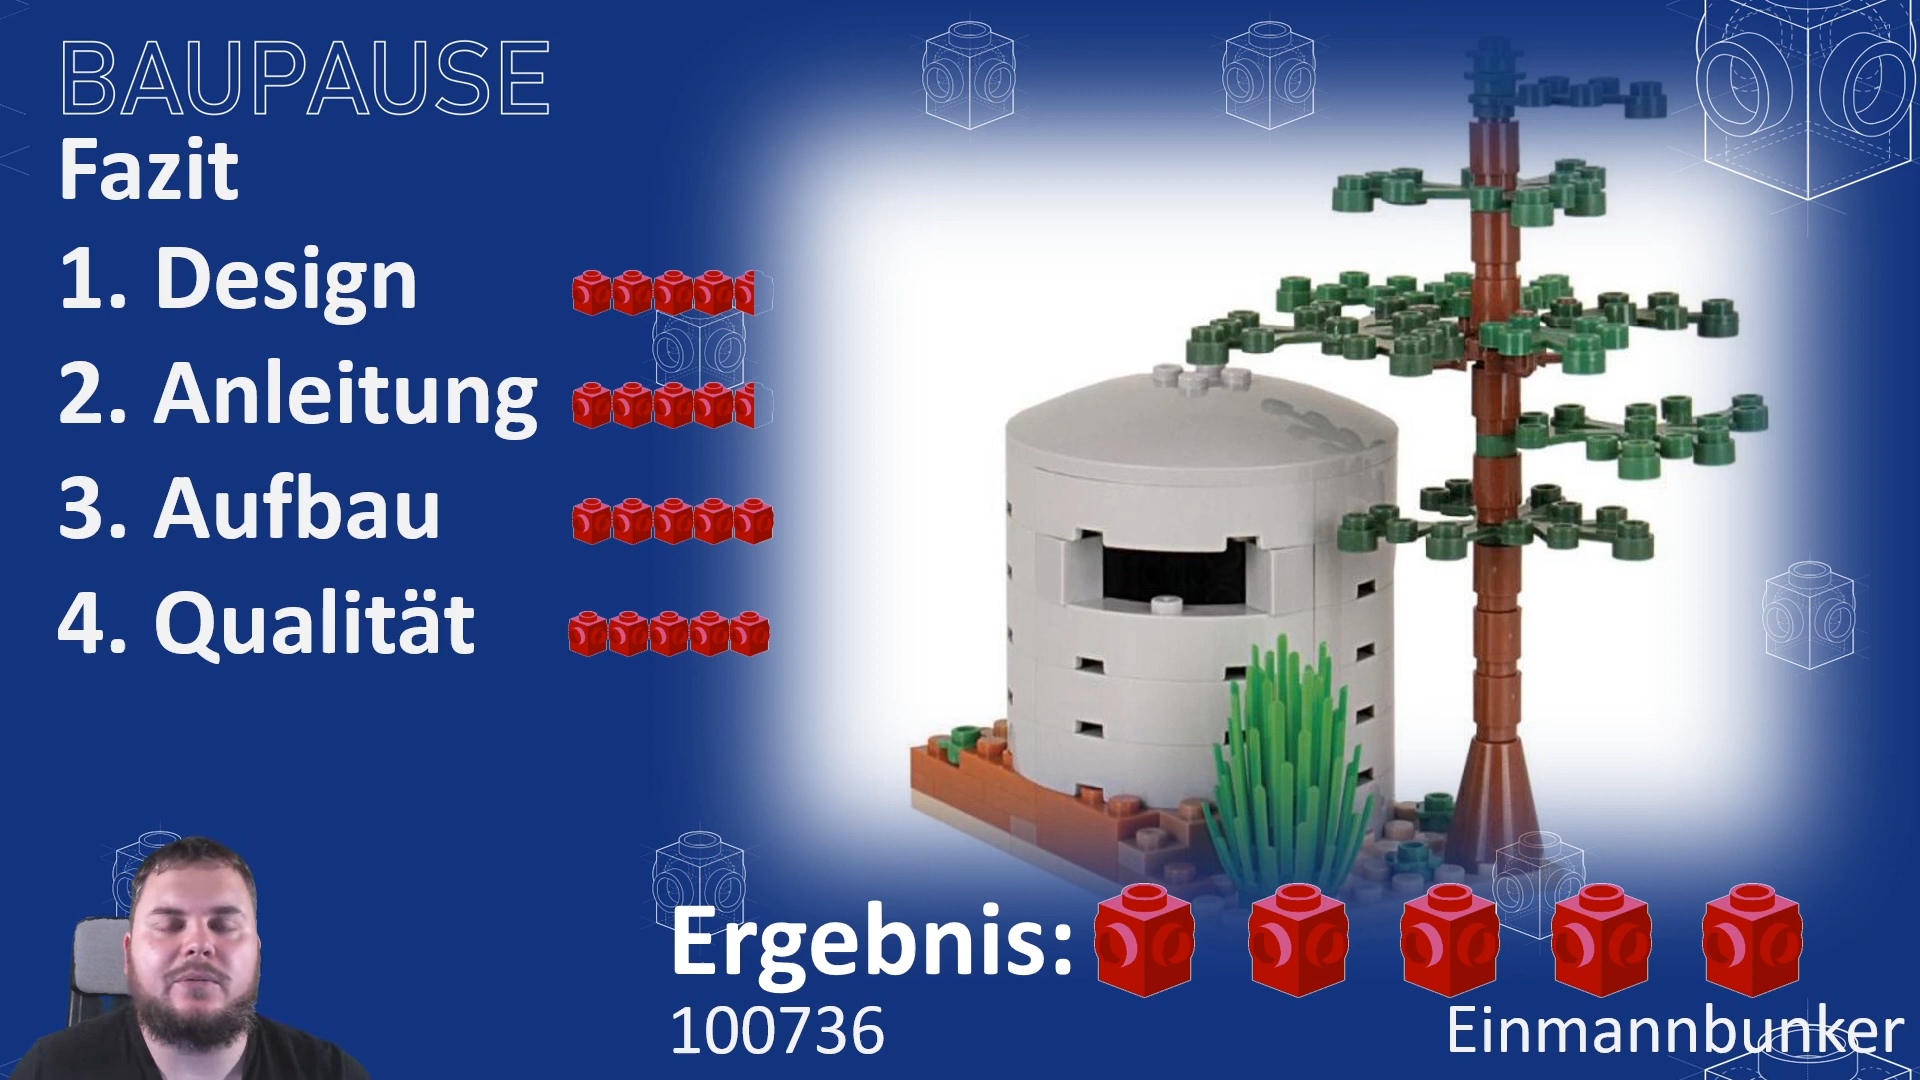 BAUPAUSE
Fazit
1. Design
2. Anleitung
3. Aufbau
4. Qualität
Ergebnis:
100736
Einmannbunker